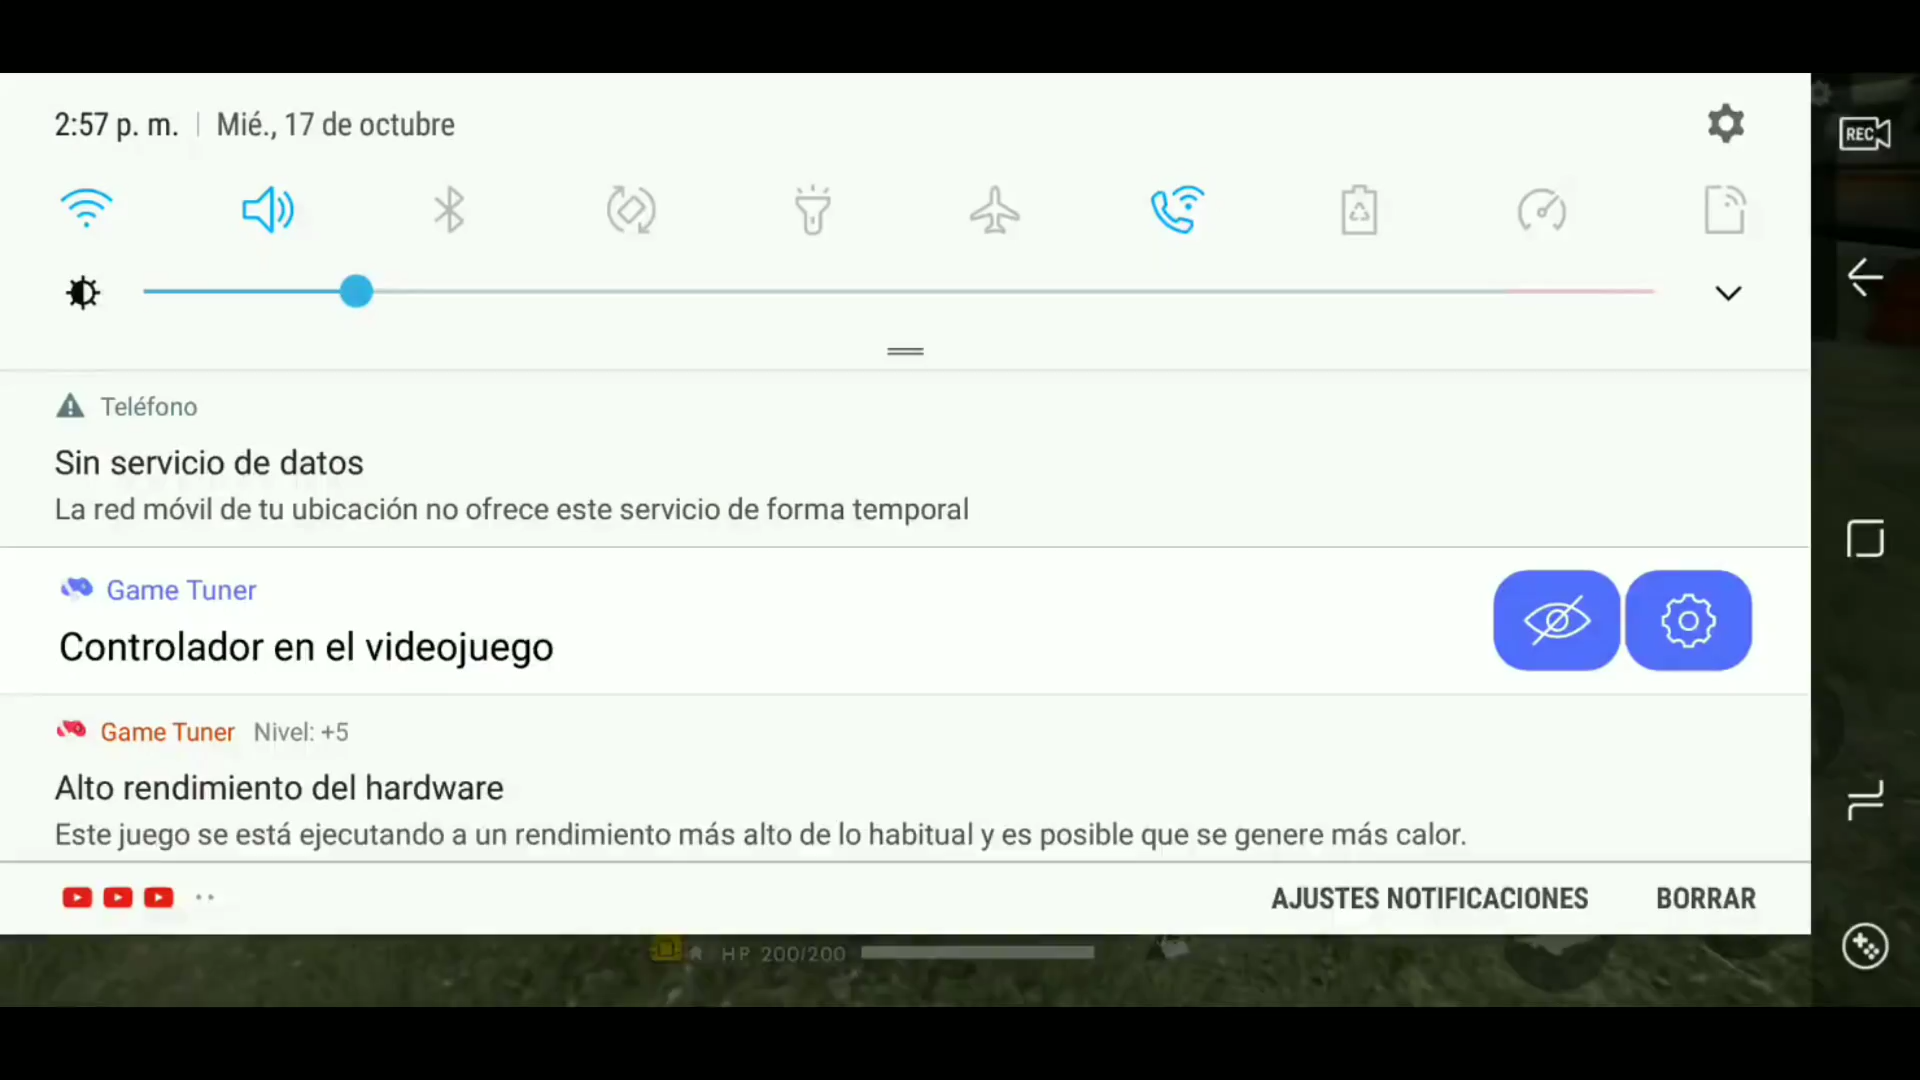 2:57 p. m. | Mié., 17 de octubre
REC
Teléfono
Sin servicio de datos
La red móvil de tu ubicación no ofrece este servicio de forma temporal
Game Tuner
Controlador en el videojuego
Game Tuner Nivel: +5
Alto rendimiento del hardware
Este juego se está ejecutando a un rendimiento más alto de lo habitual y es posible que se genere más calor.
AJUSTES NOTIFICACIONES BORRAR
HP 200/200